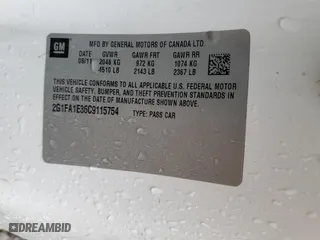 GM
MFD BY GENERAL MOTORS OF CANADA LTD.
DATE GVWR GAWR FRT GAWR RR
08/11 2046 KG 972 KG 1074 KG
4510 LB 2143 LB 2367 LB
THIS VEHICLE CONFORMS TO ALL APPLICABLE U.S. FEDERAL MOTOR
VEHICLE SAFETY, BUMPER, AND THEFT PREVENTION STANDARDS IN
EFFECT ON THE DATE OF MANUFACTURE SHOWN ABOVE.
2G1FA1E36C9115754 TYPE: PASS CAR
DREAMBID